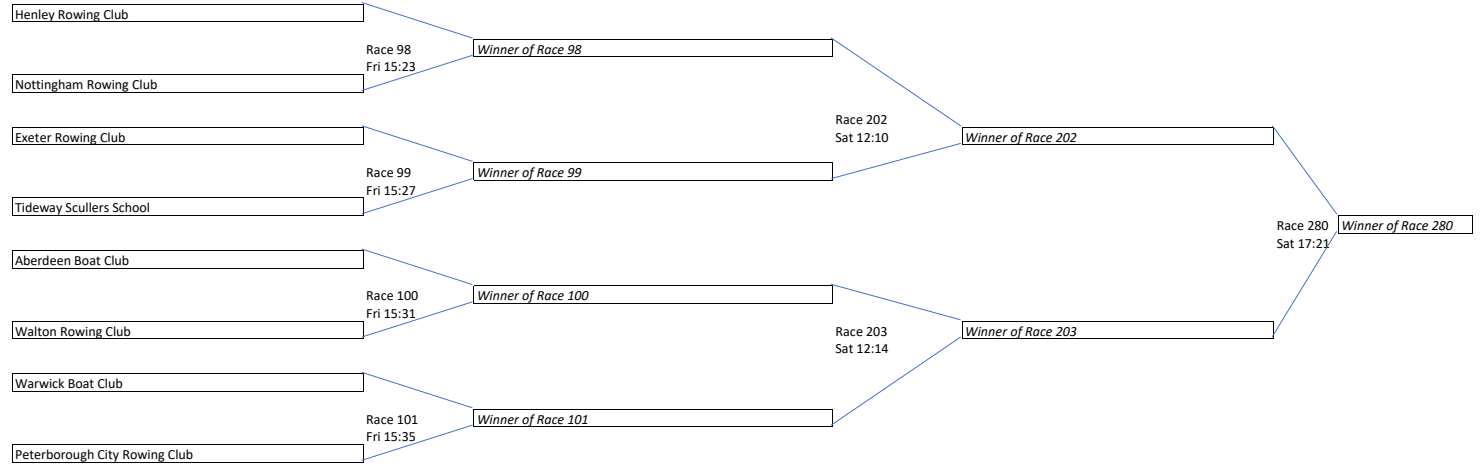 Henley Rowing Club
Race 98
Fri 15:23
Winner of Race 98
Nottingham Rowing Club
Race 202
Sat 12:10
Winner of Race 202
Exeter Rowing Club
Race 99
Fri 15:27
Winner of Race 99
Tideway Scullers School
Race 280
Sat 17:21
Winner of Race 280
Aberdeen Boat Club
Race 100
Fri 15:31
Winner of Race 100
Walton Rowing Club
Race 203
Sat 12:14
Winner of Race 203
Warwick Boat Club
Race 101
Fri 15:35
Winner of Race 101
Peterborough City Rowing Club